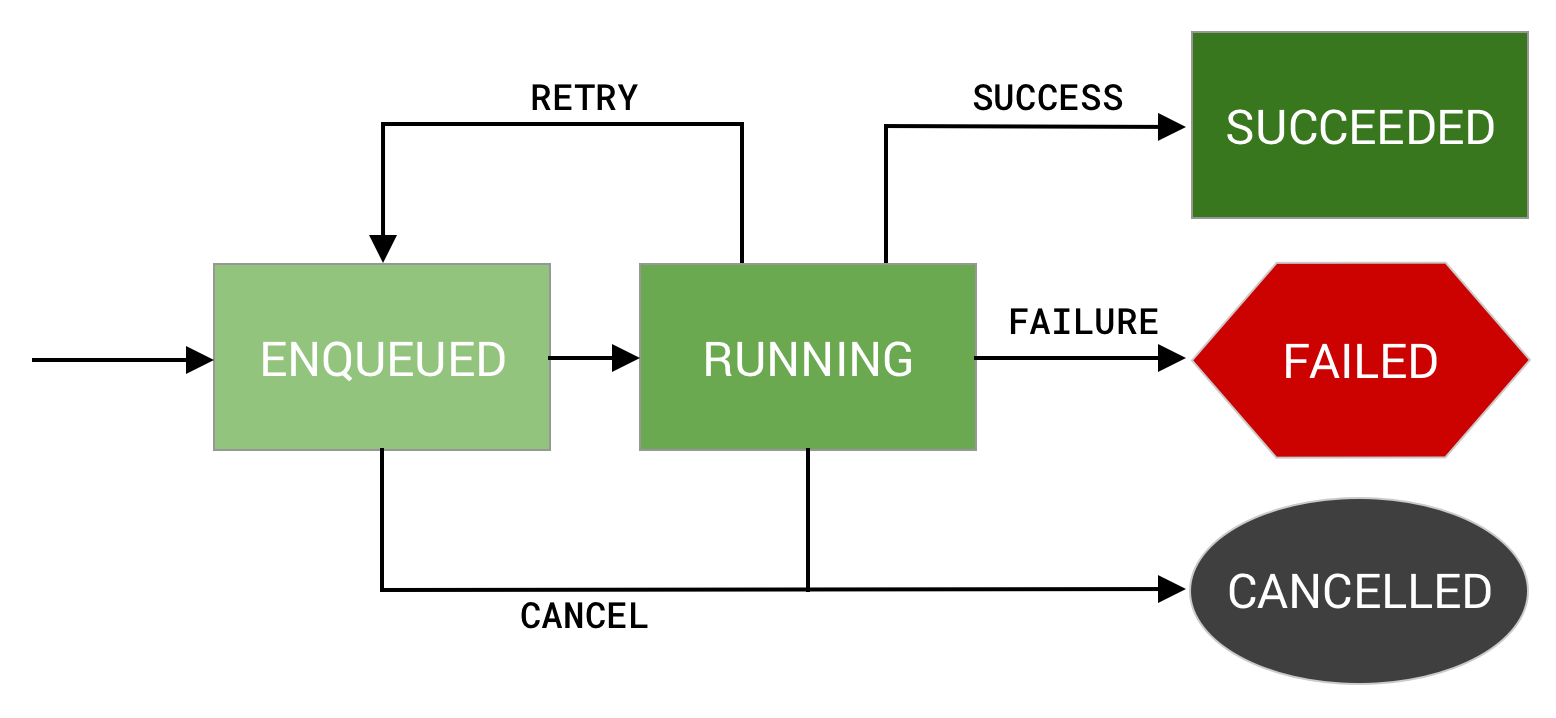 RETRY
SUCCESS
SUCCEEDED
ENQUEUED
RUNNING
FAILURE
FAILED
CANCEL
CANCELLED